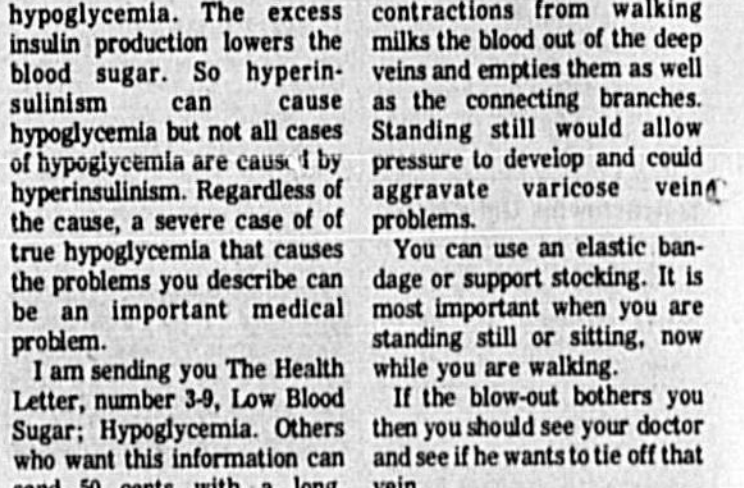 hypoglycemia. The excess
insulin production lowers the
blood sugar. So hyperin-
sulinism can cause
hypoglycemia but not all cases
of hypoglycemia are by
hyperinsulinism. Regardless of
the cause, a severe case of of
true hypoglycemia that causes
the problems you describe can
be an important medical
problem.
I am sending you The Health
Letter, number 3-9, Low Blood
Sugar; Hypoglycemia. Others
who want this information can
send 50 cents with a long,
contractions from walking
milks the blood out of the deep
veins and empties them as well
as the connecting branches.
Standing still would allow
pressure to develop and could
aggravate varicose vein
problems.
You can use an elastic ban-
dage or support stocking. It is
most important when you are
standing still or sitting, now
while you are walking.
If the blow-out bothers you
then you should see your doctor
and see if he wants to tie off that
vein.